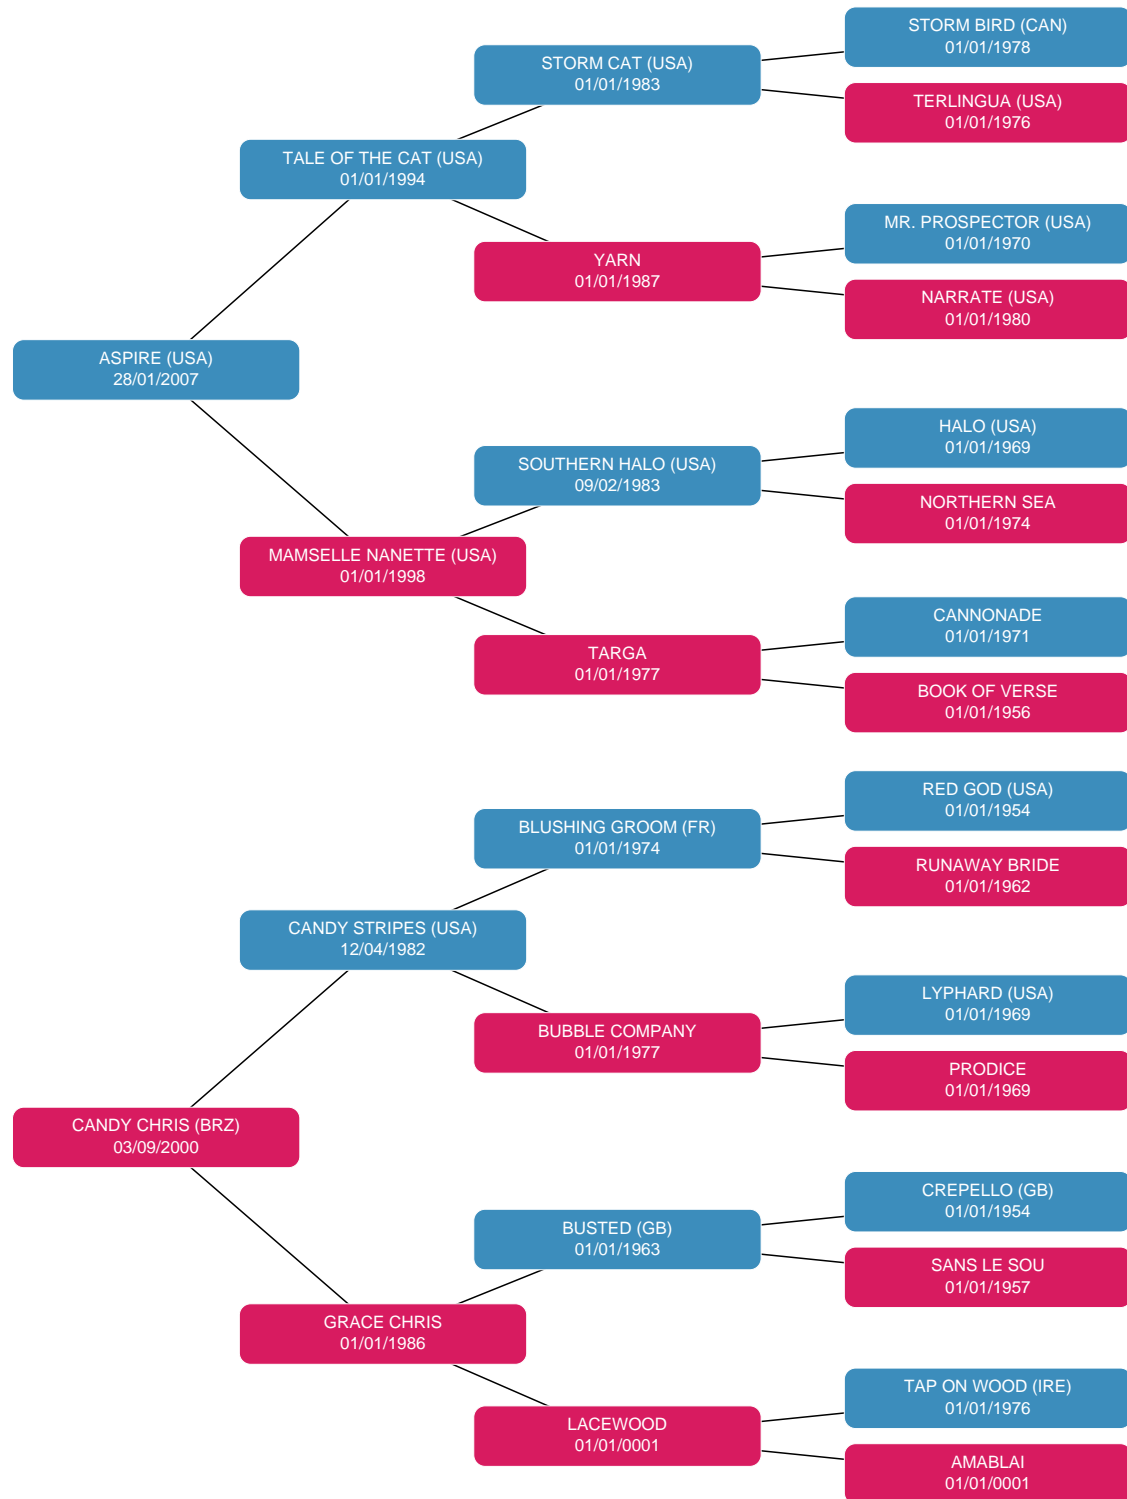 STORM BIRD (CAN)
01/01/1978
STORM CAT (USA)
01/01/1983
TERLINGUA (USA)
01/01/1976
TALE OF THE CAT (USA)
01/01/1994
MR. PROSPECTOR (USA)
01/01/1970
YARN
01/01/1987
NARRATE (USA)
01/01/1980
ASPIRE (USA)
28/01/2007
HALO (USA)
01/01/1969
SOUTHERN HALO (USA)
09/02/1983
NORTHERN SEA
01/01/1974
MAMSELLE NANETTE (USA)
01/01/1998
CANNONADE
01/01/1971
TARGA
01/01/1977
BOOK OF VERSE
01/01/1956
RED GOD (USA)
01/01/1954
BLUSHING GROOM (FR)
01/01/1974
RUNAWAY BRIDE
01/01/1962
CANDY STRIPES (USA)
12/04/1982
LYPHARD (USA)
01/01/1969
BUBBLE COMPANY
01/01/1977
PRODICE
01/01/1969
CANDY CHRIS (BRZ)
03/09/2000
CREPELLO (GB)
01/01/1954
BUSTED (GB)
01/01/1963
SANS LE SOU
01/01/1957
GRACE CHRIS
01/01/1986
TAP ON WOOD (IRE)
01/01/1976
LACEWOOD
01/01/0001
AMABLAI
01/01/0001